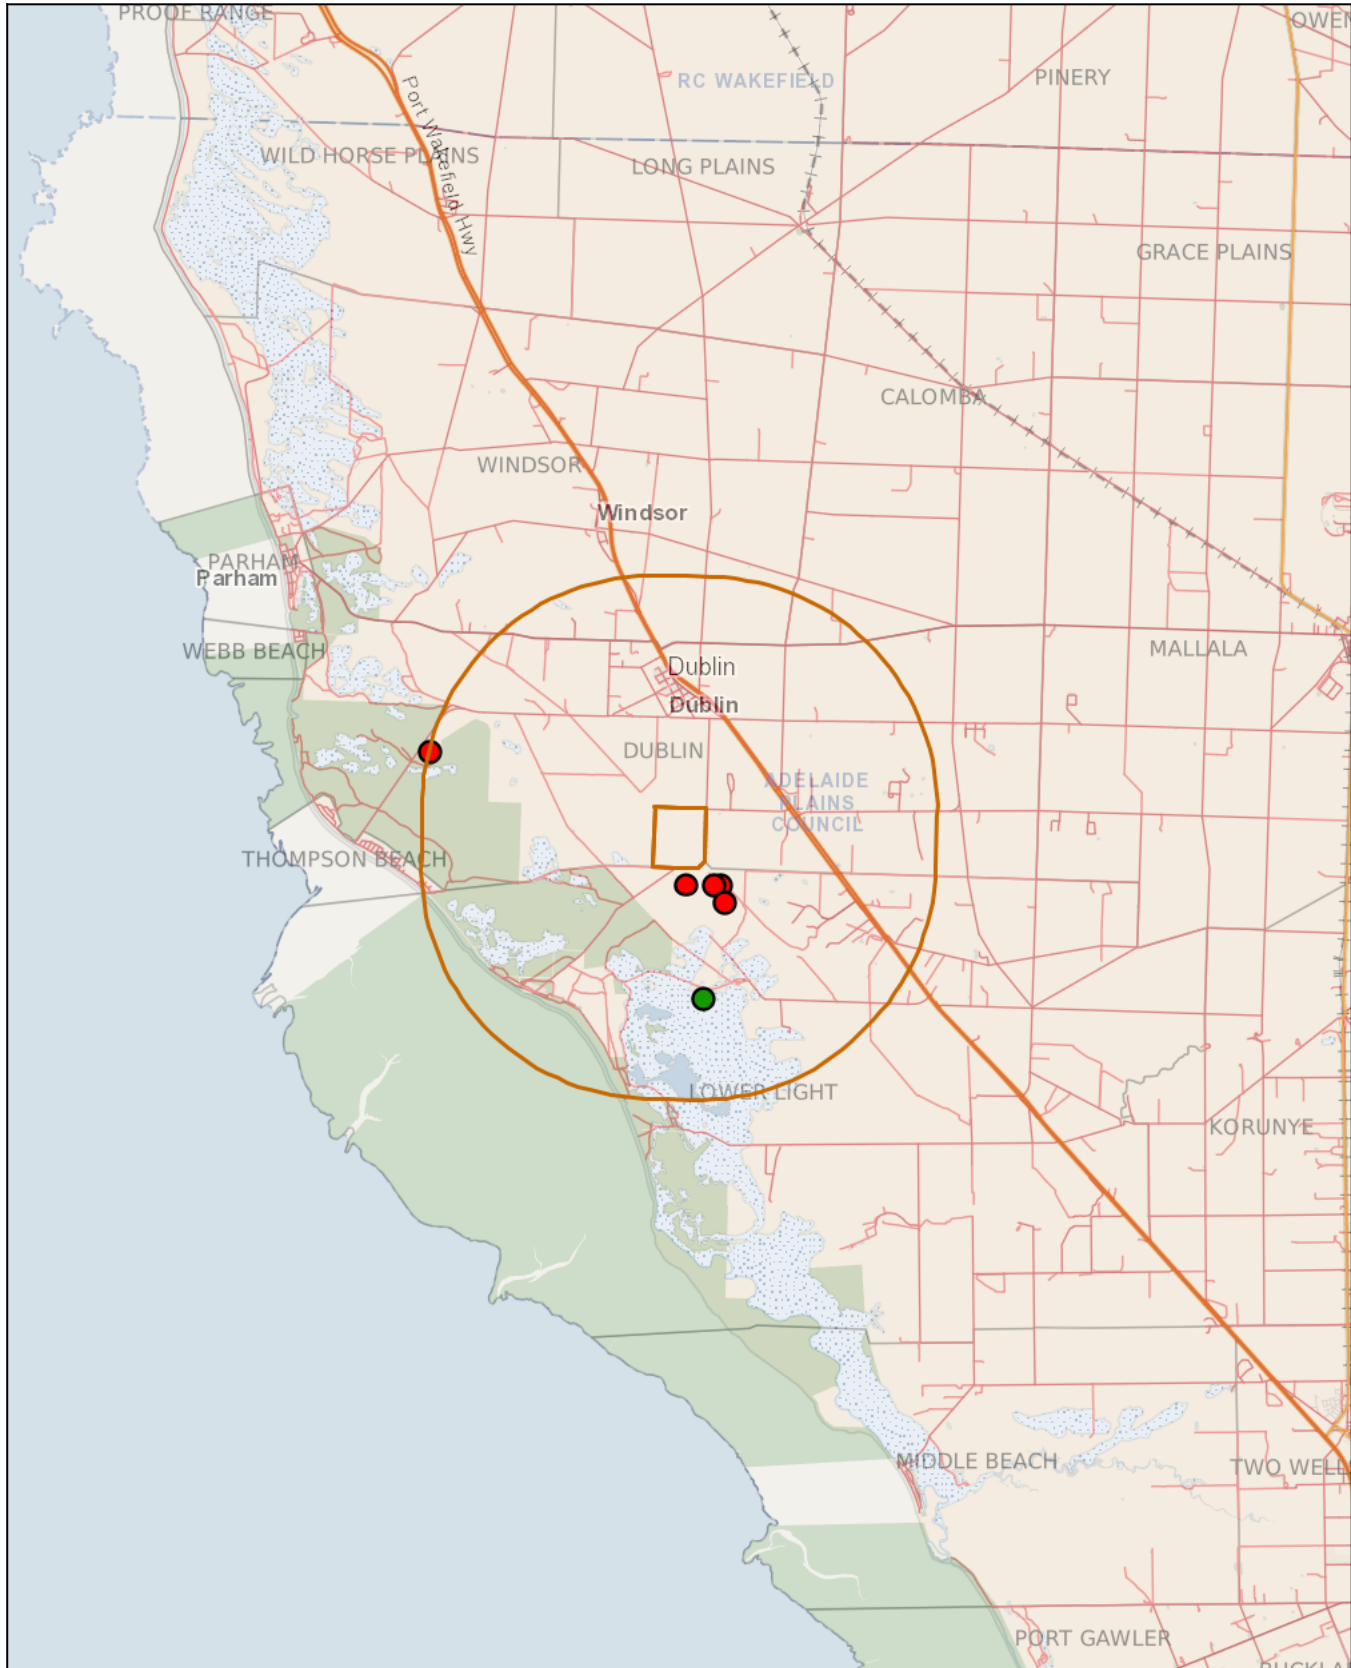 PROOF RANGE
OWEN
RC WAKEFIELD
PINERY
Port Wakefield Hwy
WILD HORSE PLAINS
LONG PLAINS
GRACE PLAINS
CALOMBA
WINDSOR
Windsor
PARHAM
Parham
WEBB BEACH
MALLALA
Dublin
Dublin
DUBLIN
ADELAIDE
PLAINS
COUNCIL
THOMPSON BEACH
LOWER LIGHT
KORUNYE
MIDDLE BEACH
TWO WELL
PORT GAWLER